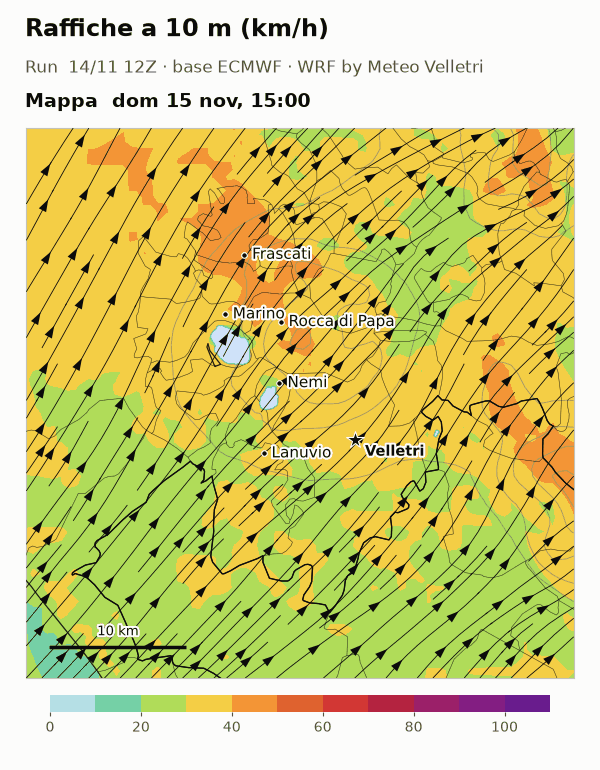 Raffiche a 10 m (km/h)
Run 14/11 12Z · base ECMWF · WRF by Meteo Velletri
Mappa dom 15 nov, 15:00
Frascati
Marino
Rocca di Papa
Nemi
Velletri
Lanuvio
10 km
0 20 40 60 80 100